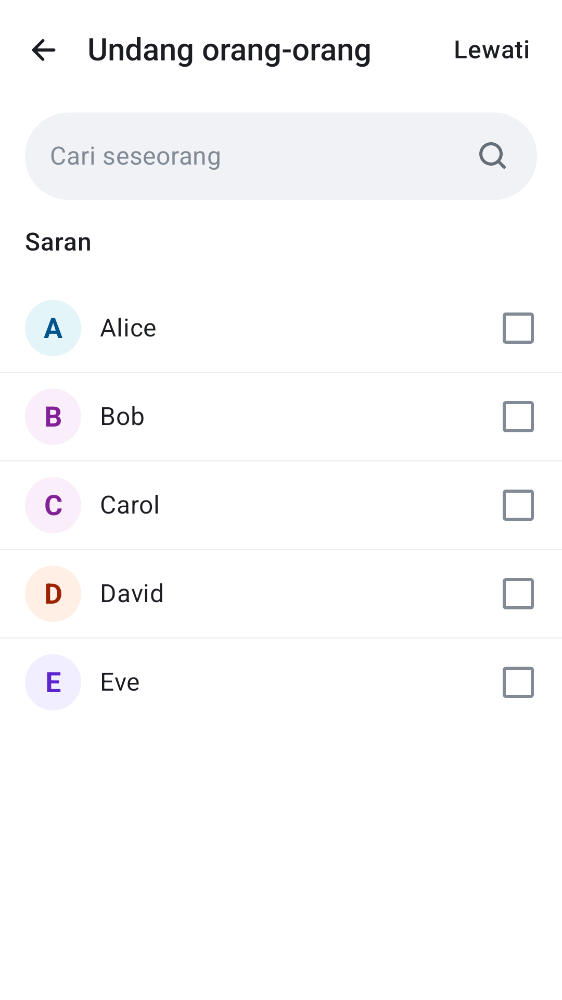 Undang orang-orang Lewati
Cari seseorang
Saran
A Alice
B Bob
C Carol
D David
E Eve